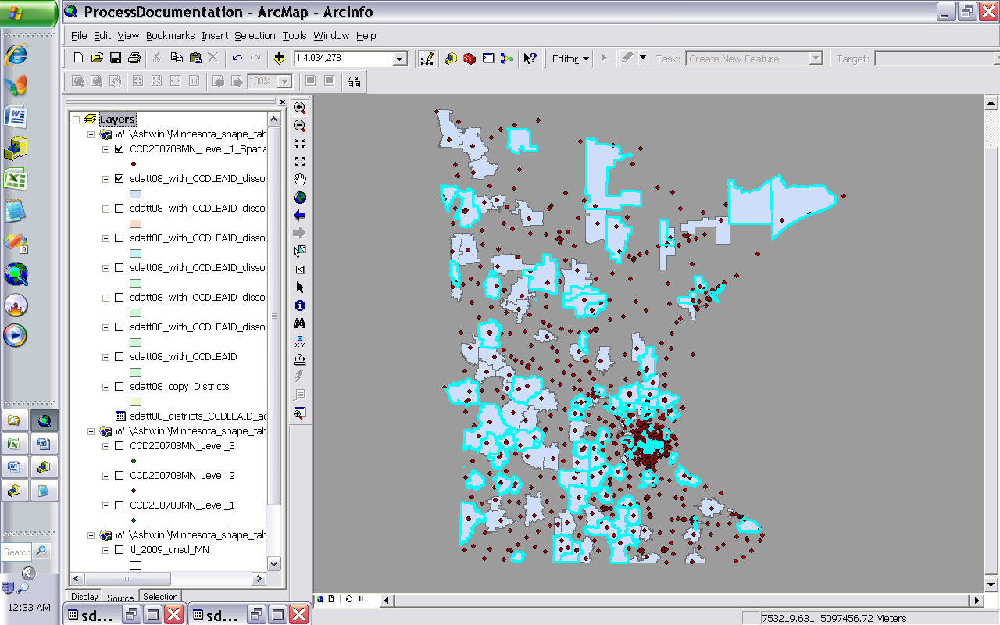 ProcessDocumentation - ArcMap - ArcInfo
File Edit View Bookmarks Insert Selection Tools Window Help
1:4,034,278 Editor Task: Create New Feature Target:
100%
Layers
W:\Ashwini\Minnesota_shape_tab
CCD200708MN_Level_1_Spatia
sdatt08_with_CCDLEAID_disso
sdatt08_with_CCDLEAID_disso
sdatt08_with_CCDLEAID_disso
sdatt08_with_CCDLEAID_disso
sdatt08_with_CCDLEAID_disso
sdatt08_with_CCDLEAID_disso
sdatt08_with_CCDLEAID
sdatt08_copy_Districts
sdatt08_districts_CCDLEAID_ad
W:\Ashwini\Minnesota_shape_tab
CCD200708MN_Level_3
CCD200708MN_Level_2
CCD200708MN_Level_1
W:\Ashwini\Minnesota_shape_tab
tl_2009_unsd_MN
Display Source Selection
XY
9
Search
12:33 AM
sd... sd...
753219.631 5097456.72 Meters